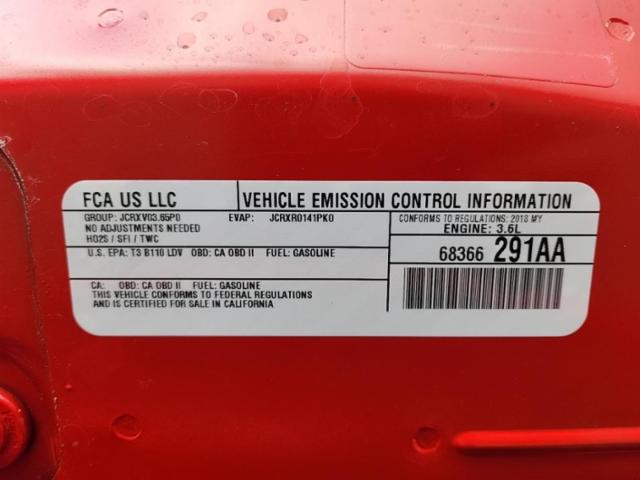 FCA US LLC
VEHICLE EMISSION CONTROL INFORMATION
GROUP: JCRXV03.65P0 EVAP: JCRXR0141PK0
NO ADJUSTMENTS NEEDED
HO2S / SFI / TWC
CONFORMS TO REGULATIONS: 2018 MY
ENGINE: 3.6L
U.S. EPA: T3 B110 LDV OBD: CA OBD II FUEL: GASOLINE
68366 291AA
CA: OBD: CA OBD II FUEL: GASOLINE
THIS VEHICLE CONFORMS TO FEDERAL REGULATIONS
AND IS CERTIFIED FOR SALE IN CALIFORNIA